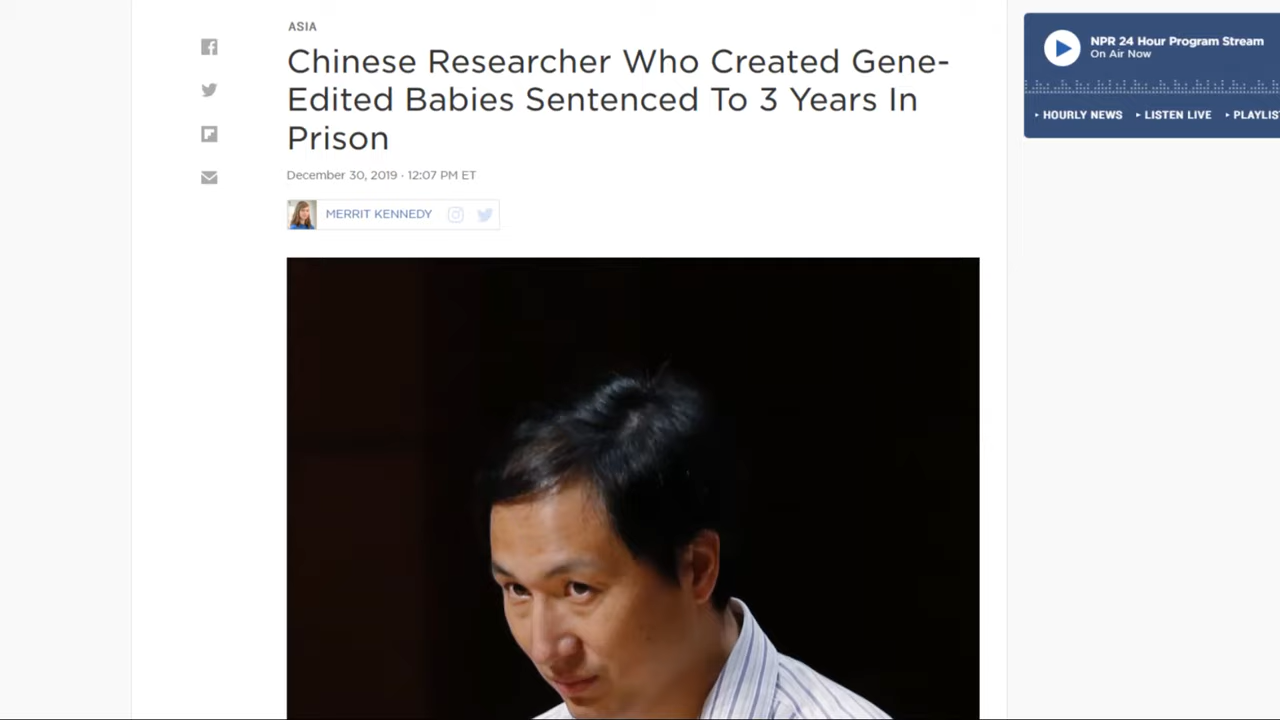 ASIA
Chinese Researcher Who Created Gene-
Edited Babies Sentenced To 3 Years In
Prison
December 30, 2019 · 12:07 PM ET
MERRIT KENNEDY
NPR 24 Hour Program Stream
On Air Now
HOURLY NEWS
LISTEN LIVE